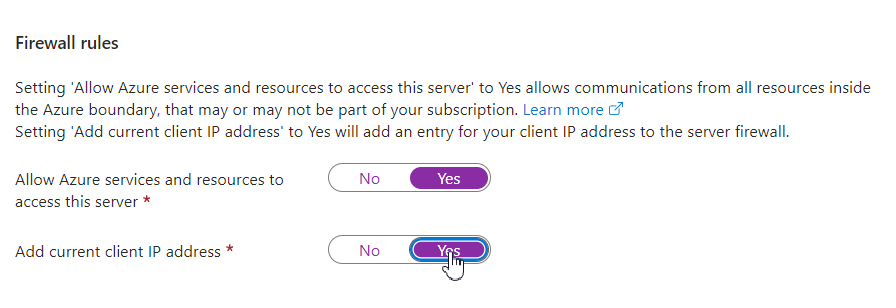 Firewall rules
Setting 'Allow Azure services and resources to access this server' to Yes allows communications from all resources inside
the Azure boundary, that may or may not be part of your subscription. Learn more
Setting 'Add current client IP address' to Yes will add an entry for your client IP address to the server firewall.
Allow Azure services and resources to
access this server *
No Yes
Add current client IP address *
No Yes